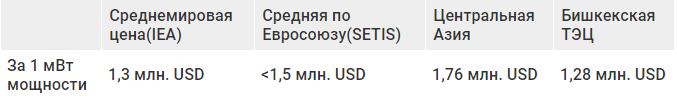 Среднемировая цена(IEA)
Средняя по Евросоюзу(SETIS)
Центральная Азия
Бишкекская ТЭЦ
За 1 мВт мощности
1,3 млн. USD
<1,5 млн. USD
1,76 млн. USD
1,28 млн. USD